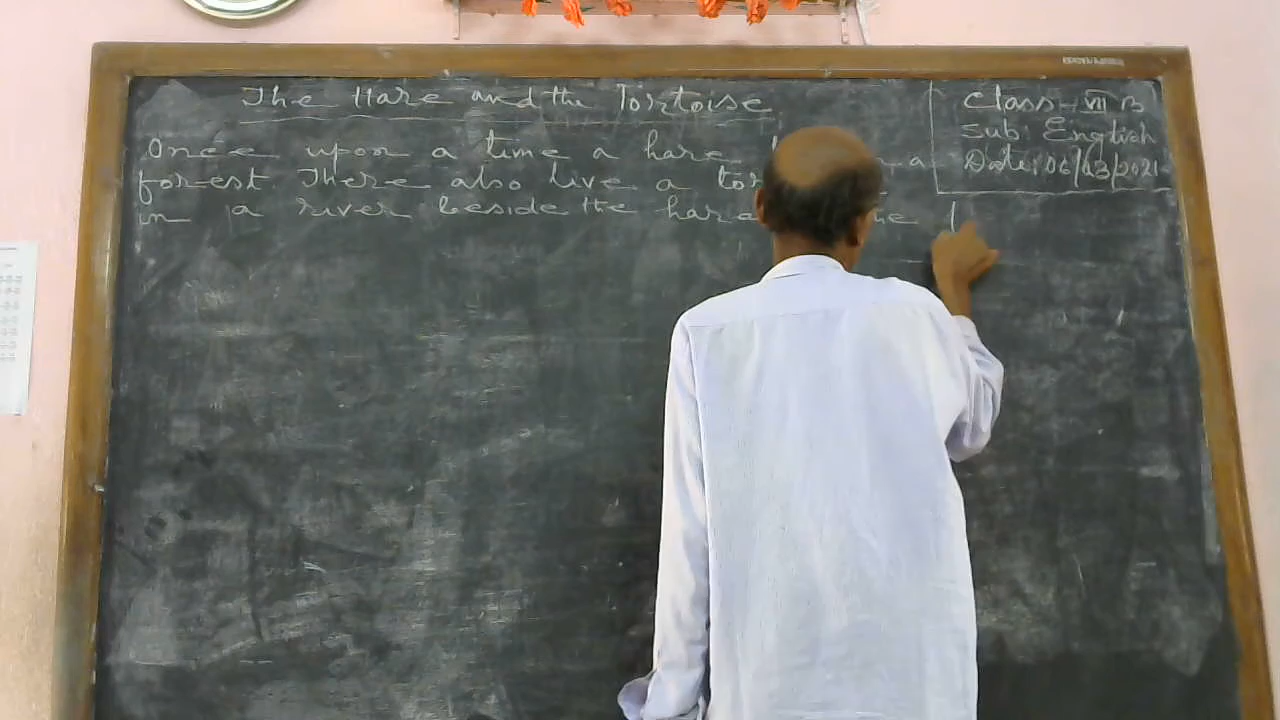 The Hare and the Tortoise
Class - VII B
Sub: English
Date: 06/03/2021
Once upon a time a hare a
forest. There also live a
in a river beside the hare